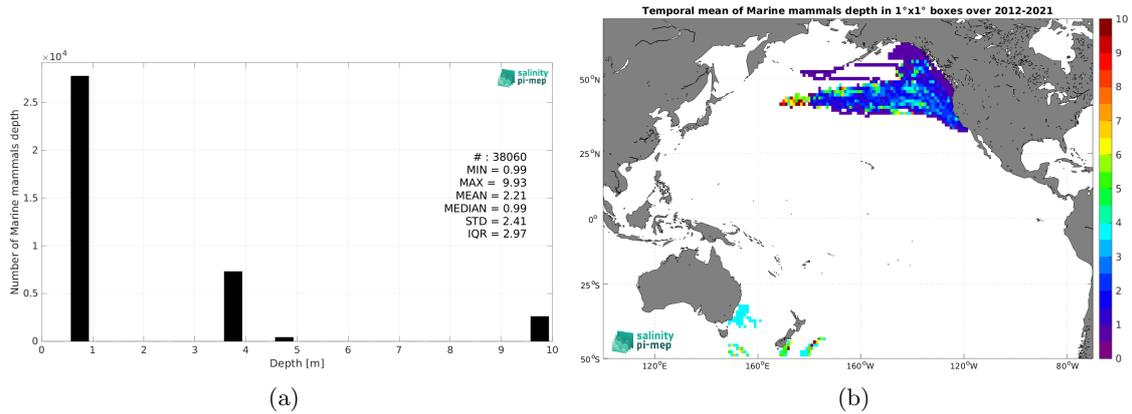 ×10⁴
salinity
pi-mep
# : 38060
MIN = 0.99
MAX = 9.93
MEAN = 2.21
MEDIAN = 0.99
STD = 2.41
IQR = 2.97
Number of Marine mammals depth
2.5
2
1.5
1
0.5
0
0 1 2 3 4 5 6 7 8 9 10
Depth [m]
(a)
Temporal mean of Marine mammals depth in 1°x1° boxes over 2012-2021
50°N
25°N
0°
25°S
50°S
120°E 160°E 160°W 120°W 80°W
salinity
pi-mep
10
9
8
7
6
5
4
3
2
1
0
(b)